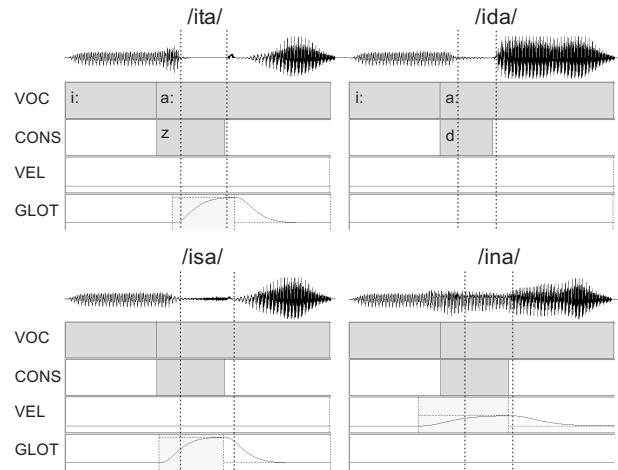 /ita/ /ida/
VOC i: a: i: a:
CONS z d
VEL
GLOT
/isa/ /ina/
VOC
CONS
VEL
GLOT